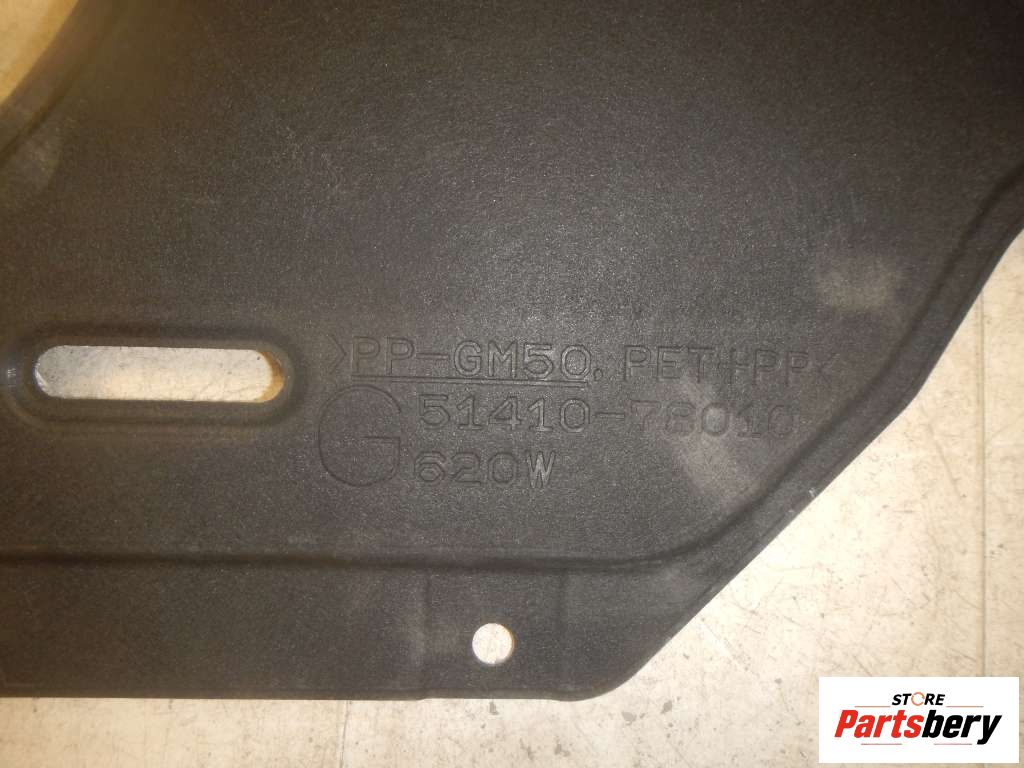 >PP-GM50, PET+PP<
G 51410-78010
620W
STORE
Partsbery